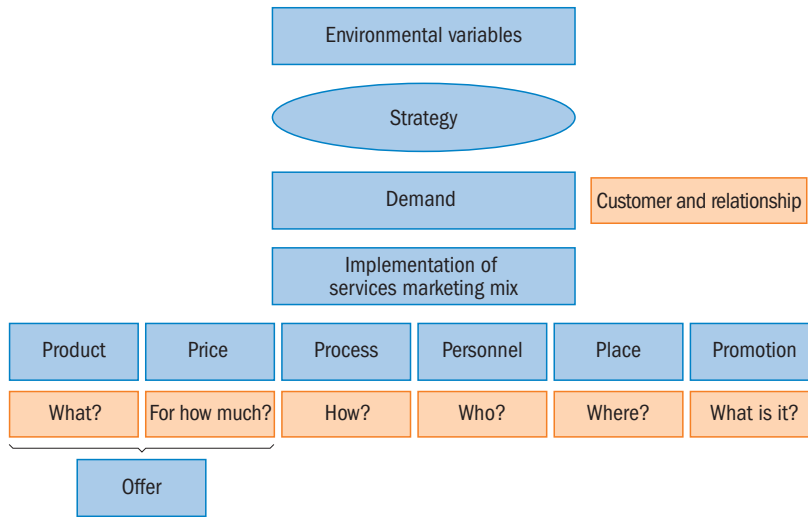 Environmental variables
Strategy
Demand
Customer and relationship
Implementation of
services marketing mix
Product
Price
Process
Personnel
Place
Promotion
What?
For how much?
How?
Who?
Where?
What is it?
Offer